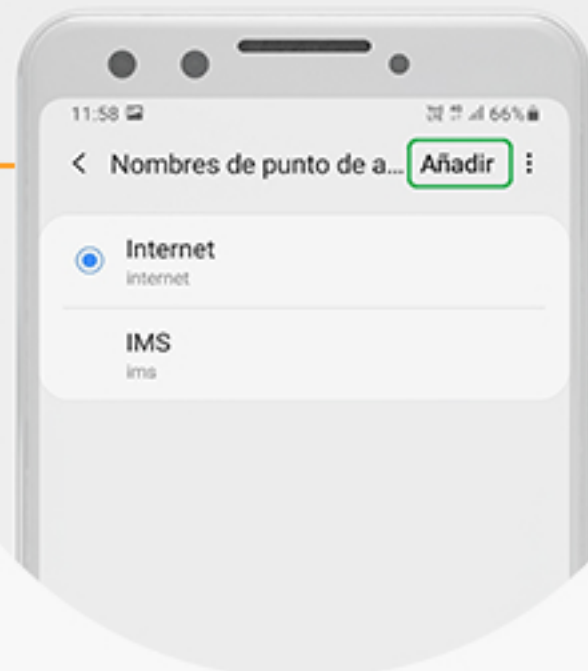 11:58 66%
Nombres de punto de a... Añadir
Internet
internet
IMS
ims